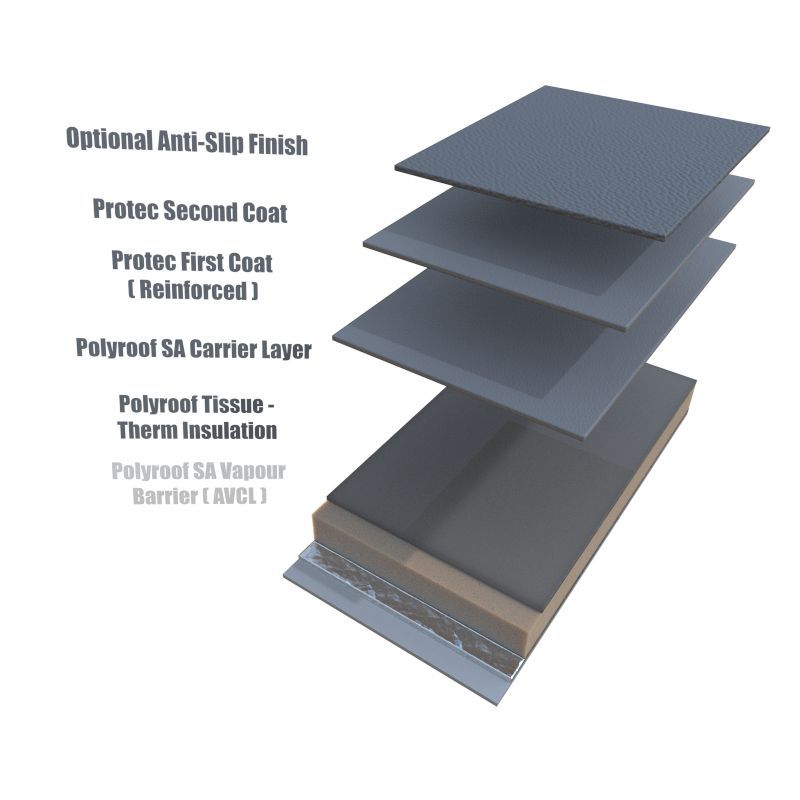 Optional Anti-Slip Finish
Protec Second Coat
Protec First Coat
( Reinforced )
Polyroof SA Carrier Layer
Polyroof Tissue -
Therm Insulation
Polyroof SA Vapour
Barrier ( AVCL )